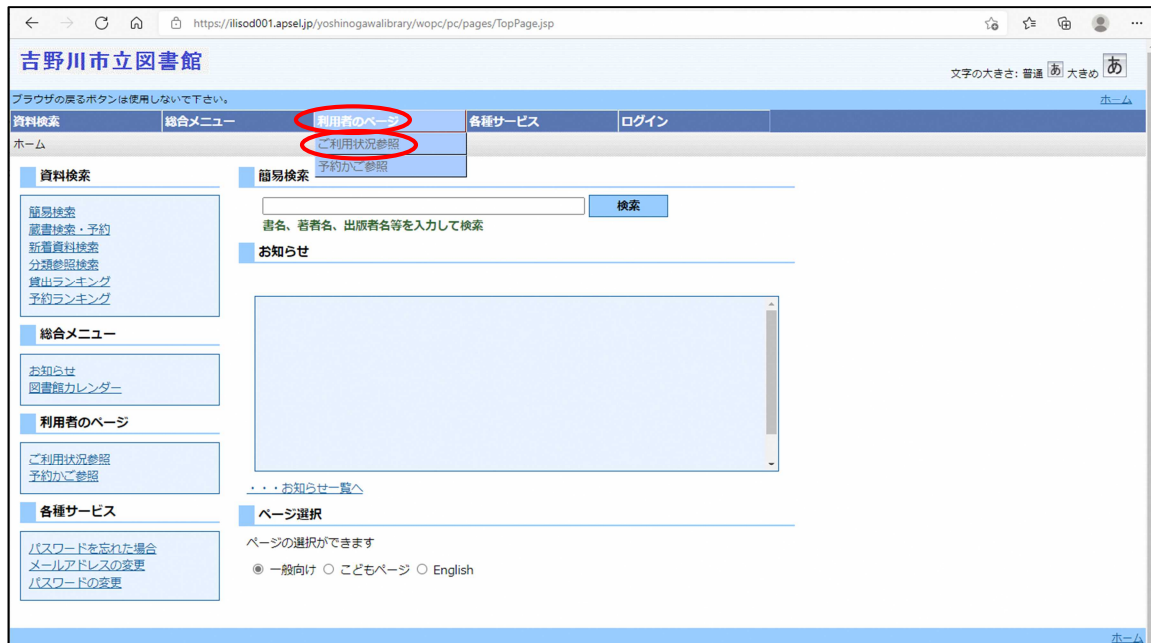 https://ilisod001.apsel.jp/yoshinogawalibrary/wopc/pc/pages/TopPage.jsp
吉野川市立図書館
文字の大きさ: 普通 あ 大きめ あ
ブラウザの戻るボタンは使用しないで下さい。 ホーム
資料検索 総合メニュー 利用者のページ 各種サービス ログイン
ホーム
ご利用状況参照
予約かご参照
資料検索
簡易検索
蔵書検索・予約
新着資料検索
分類参照検索
貸出ランキング
予約ランキング
総合メニュー
お知らせ
図書館カレンダー
利用者のページ
ご利用状況参照
予約かご参照
各種サービス
パスワードを忘れた場合
メールアドレスの変更
パスワードの変更
簡易検索
検索
書名、著者名、出版者名等を入力して検索
お知らせ
・・・お知らせ一覧へ
ページ選択
ページの選択ができます
一般向け こどもページ English
ホーム